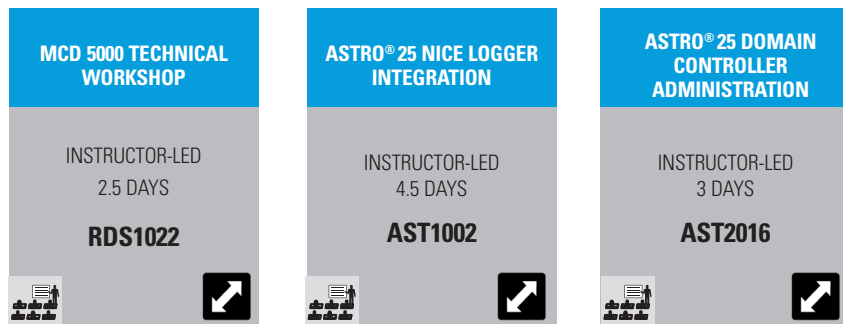 MCD 5000 TECHNICAL
WORKSHOP
INSTRUCTOR-LED
2.5 DAYS
RDS1022
ASTRO® 25 NICE LOGGER
INTEGRATION
INSTRUCTOR-LED
4.5 DAYS
AST1002
ASTRO® 25 DOMAIN
CONTROLLER
ADMINISTRATION
INSTRUCTOR-LED
3 DAYS
AST2016